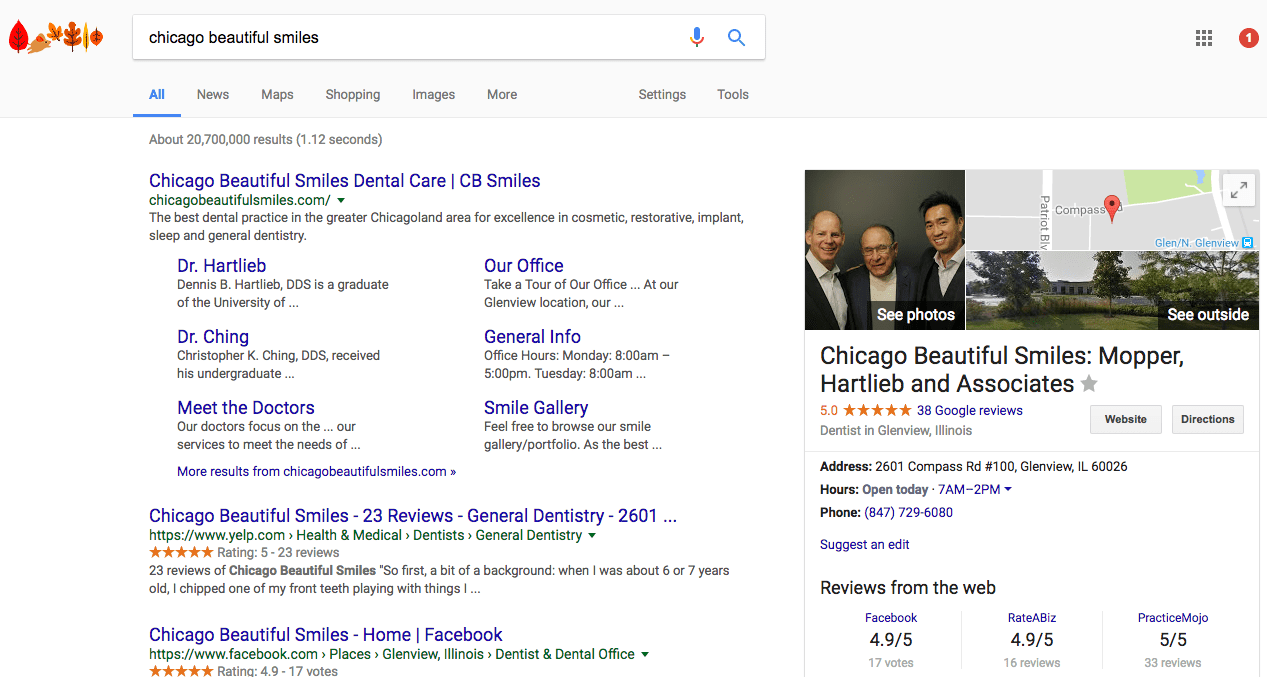 chicago beautiful smiles
1
All News Maps Shopping Images More Settings Tools
About 20,700,000 results (1.12 seconds)
Chicago Beautiful Smiles Dental Care | CB Smiles
chicagobeautifulsmiles.com/
The best dental practice in the greater Chicagoland area for excellence in cosmetic, restorative, implant,
sleep and general dentistry.
Dr. Hartlieb
Dennis B. Hartlieb, DDS is a graduate
of the University of ...
Our Office
Take a Tour of Our Office ... At our
Glenview location, our ...
Dr. Ching
Christopher K. Ching, DDS, received
his undergraduate ...
General Info
Office Hours: Monday: 8:00am –
5:00pm. Tuesday: 8:00am ...
Meet the Doctors
Our doctors focus on the ... our
services to meet the needs of ...
Smile Gallery
Feel free to browse our smile
gallery/portfolio. As the best ...
More results from chicagobeautifulsmiles.com »
Chicago Beautiful Smiles - 23 Reviews - General Dentistry - 2601 ...
https://www.yelp.com › Health & Medical › Dentists › General Dentistry
Rating: 5 - 23 reviews
23 reviews of Chicago Beautiful Smiles "So first, a bit of a background: when I was about 6 or 7 years
old, I chipped one of my front teeth playing with things I ...
Chicago Beautiful Smiles - Home | Facebook
https://www.facebook.com › Places › Glenview, Illinois › Dentist & Dental Office
Rating: 4.9 - 17 votes
See photos
Patriot Blv
Compass
Glen/N. Glenview
See outside
Chicago Beautiful Smiles: Mopper,
Hartlieb and Associates
5.0 38 Google reviews
Dentist in Glenview, Illinois
Website
Directions
Address: 2601 Compass Rd #100, Glenview, IL 60026
Hours: Open today · 7AM–2PM
Phone: (847) 729-6080
Suggest an edit
Reviews from the web
Facebook
4.9/5
17 votes
RateABiz
4.9/5
16 reviews
PracticeMojo
5/5
33 reviews